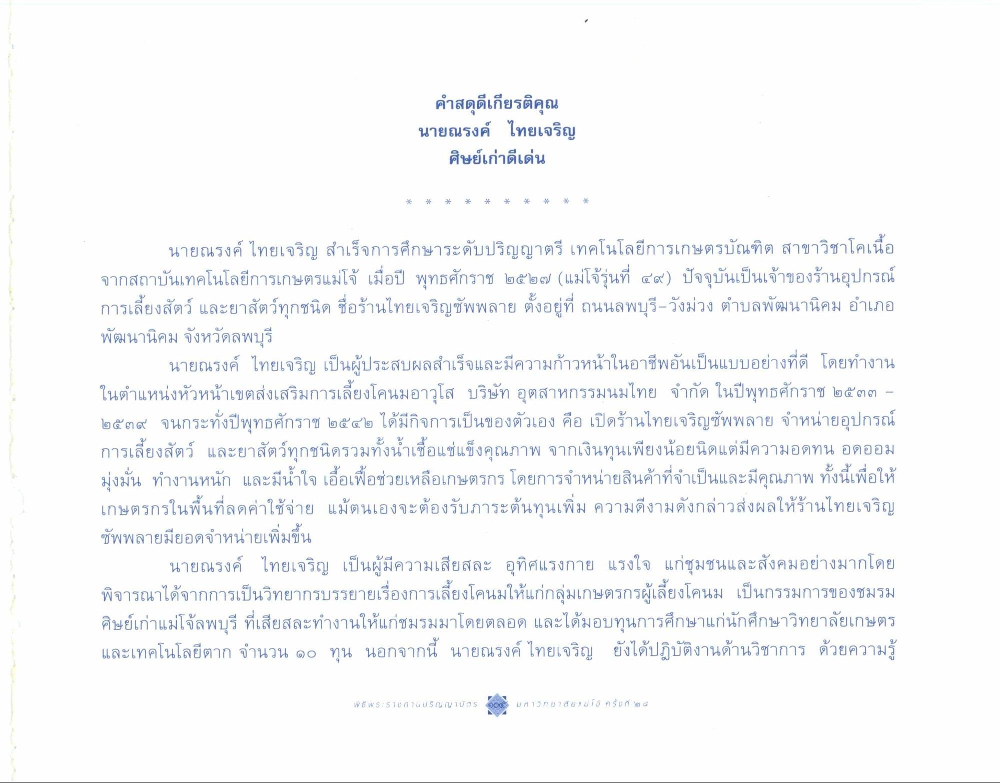 คำสดุดีเกียรติคุณ
นายณรงค์ ไทยเจริญ
ศิษย์เก่าดีเด่น
* * * * * * * * * *
นายณรงค์ ไทยเจริญ สำเร็จการศึกษาระดับปริญญาตรี เทคโนโลยีการเกษตรบัณฑิต สาขาวิชาโคเนื้อ
จากสถาบันเทคโนโลยีการเกษตรแม่โจ้ เมื่อปี พุทธศักราช ๒๕๒๗ (แม่โจ้รุ่นที่ ๔๙) ปัจจุบันเป็นเจ้าของร้านอุปกรณ์
การเลี้ยงสัตว์ และยาสัตว์ทุกชนิด ชื่อร้านไทยเจริญซัพพลาย ตั้งอยู่ที่ ถนนลพบุรี-วังม่วง ตำบลพัฒนานิคม อำเภอ
พัฒนานิคม จังหวัดลพบุรี
นายณรงค์ ไทยเจริญ เป็นผู้ประสบผลสำเร็จและมีความก้าวหน้าในอาชีพอันเป็นแบบอย่างที่ดี โดยทำงาน
ในตำแหน่งหัวหน้าเขตส่งเสริมการเลี้ยงโคนมอาวุโส บริษัท อุตสาหกรรมนมไทย จำกัด ในปีพุทธศักราช ๒๕๓๓ -
๒๕๓๙ จนกระทั่งปีพุทธศักราช ๒๕๔๒ ได้มีกิจการเป็นของตัวเอง คือ เปิดร้านไทยเจริญซัพพลาย จำหน่ายอุปกรณ์
การเลี้ยงสัตว์ และยาสัตว์ทุกชนิดรวมทั้งน้ำเชื้อแช่แข็งคุณภาพ จากเงินทุนเพียงน้อยนิดแต่มีความอดทน อดออม
มุ่งมั่น ทำงานหนัก และมีน้ำใจ เอื้อเฟื้อช่วยเหลือเกษตรกร โดยการจำหน่ายสินค้าที่จำเป็นและมีคุณภาพ ทั้งนี้เพื่อให้
เกษตรกรในพื้นที่ลดค่าใช้จ่าย แม้ตนเองจะต้องรับภาระต้นทุนเพิ่ม ความดีงามดังกล่าวส่งผลให้ร้านไทยเจริญ
ซัพพลายมียอดจำหน่ายเพิ่มขึ้น
นายณรงค์ ไทยเจริญ เป็นผู้มีความเสียสละ อุทิศแรงกาย แรงใจ แก่ชุมชนและสังคมอย่างมากโดย
พิจารณาได้จากการเป็นวิทยากรบรรยายเรื่องการเลี้ยงโคนมให้แก่กลุ่มเกษตรกรผู้เลี้ยงโคนม เป็นกรรมการของชมรม
ศิษย์เก่าแม่โจ้ลพบุรี ที่เสียสละทำงานให้แก่ชมรมมาโดยตลอด และได้มอบทุนการศึกษาแก่นักศึกษาวิทยาลัยเกษตร
และเทคโนโลยีตาก จำนวน ๑๐ ทุน นอกจากนี้ นายณรงค์ ไทยเจริญ ยังได้ปฏิบัติงานด้านวิชาการ ด้วยความรู้
พิธีพระราชทานปริญญาบัตร ๑๐๕ มหาวิทยาลัยแม่โจ้ ครั้งที่ ๒๘